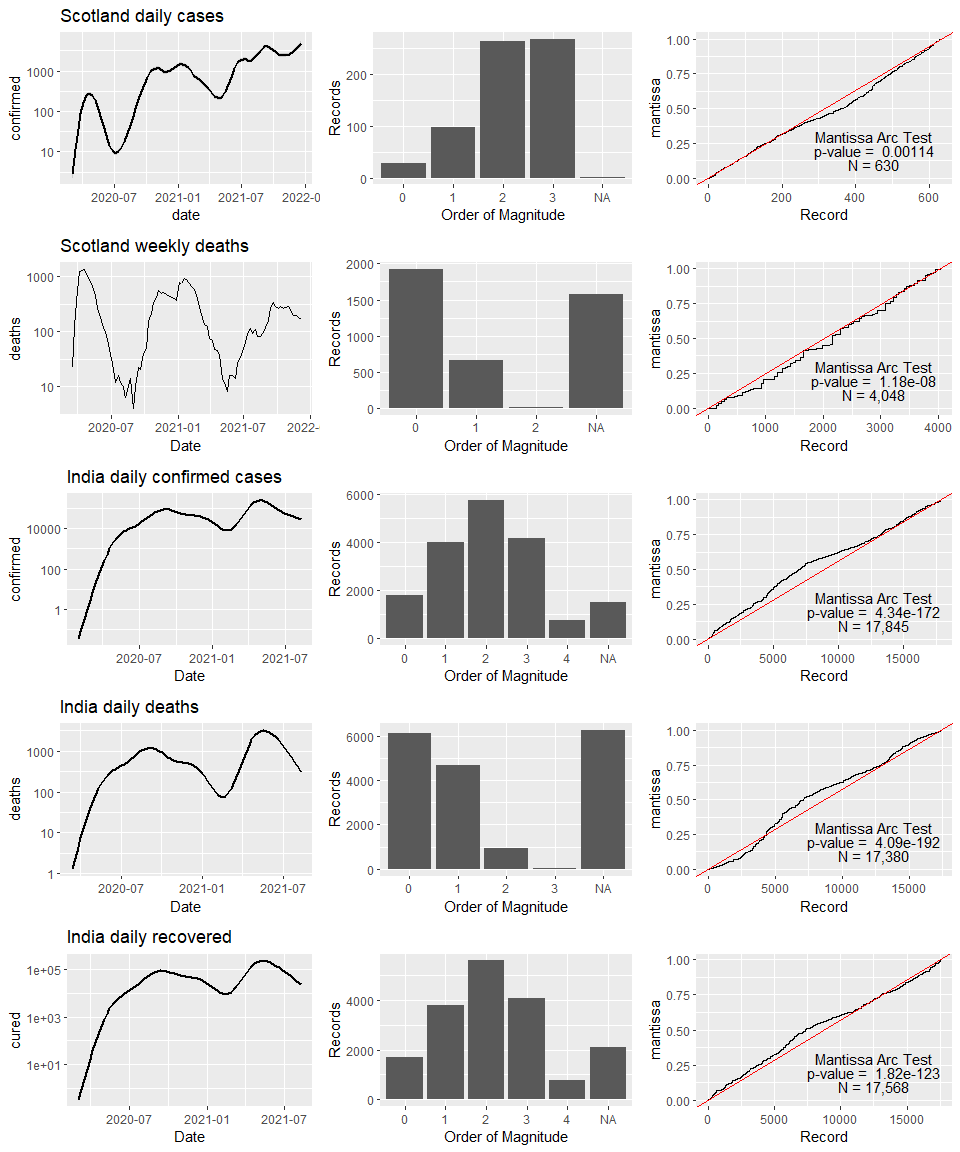 Scotland daily cases
confirmed
1000
100
10
2020-07 2021-01 2021-07 2022-0
date
Records
200
100
0
0 1 2 3 NA
Order of Magnitude
mantissa
1.00
0.75
0.50
0.25
0.00
Mantissa Arc Test
p-value = 0.00114
N = 630
0 200 400 600
Record
Scotland weekly deaths
deaths
1000
100
10
2020-07 2021-01 2021-07 2022-
Date
Records
2000
1500
1000
500
0
0 1 2 NA
Order of Magnitude
mantissa
1.00
0.75
0.50
0.25
0.00
Mantissa Arc Test
p-value = 1.18e-08
N = 4,048
0 1000 2000 3000 4000
Record
India daily confirmed cases
confirmed
10000
100
1
2020-07 2021-01 2021-07
Date
Records
6000
4000
2000
0
0 1 2 3 4 NA
Order of Magnitude
mantissa
1.00
0.75
0.50
0.25
0.00
Mantissa Arc Test
p-value = 4.34e-172
N = 17,845
0 5000 10000 15000
Record
India daily deaths
deaths
1000
100
10
1
2020-07 2021-01 2021-07
Date
Records
6000
4000
2000
0
0 1 2 3 NA
Order of Magnitude
mantissa
1.00
0.75
0.50
0.25
0.00
Mantissa Arc Test
p-value = 4.09e-192
N = 17,380
0 5000 10000 15000
Record
India daily recovered
cured
1e+05
1e+03
1e+01
2020-07 2021-01 2021-07
Date
Records
4000
2000
0
0 1 2 3 4 NA
Order of Magnitude
mantissa
1.00
0.75
0.50
0.25
0.00
Mantissa Arc Test
p-value = 1.82e-123
N = 17,568
0 5000 10000 15000
Record